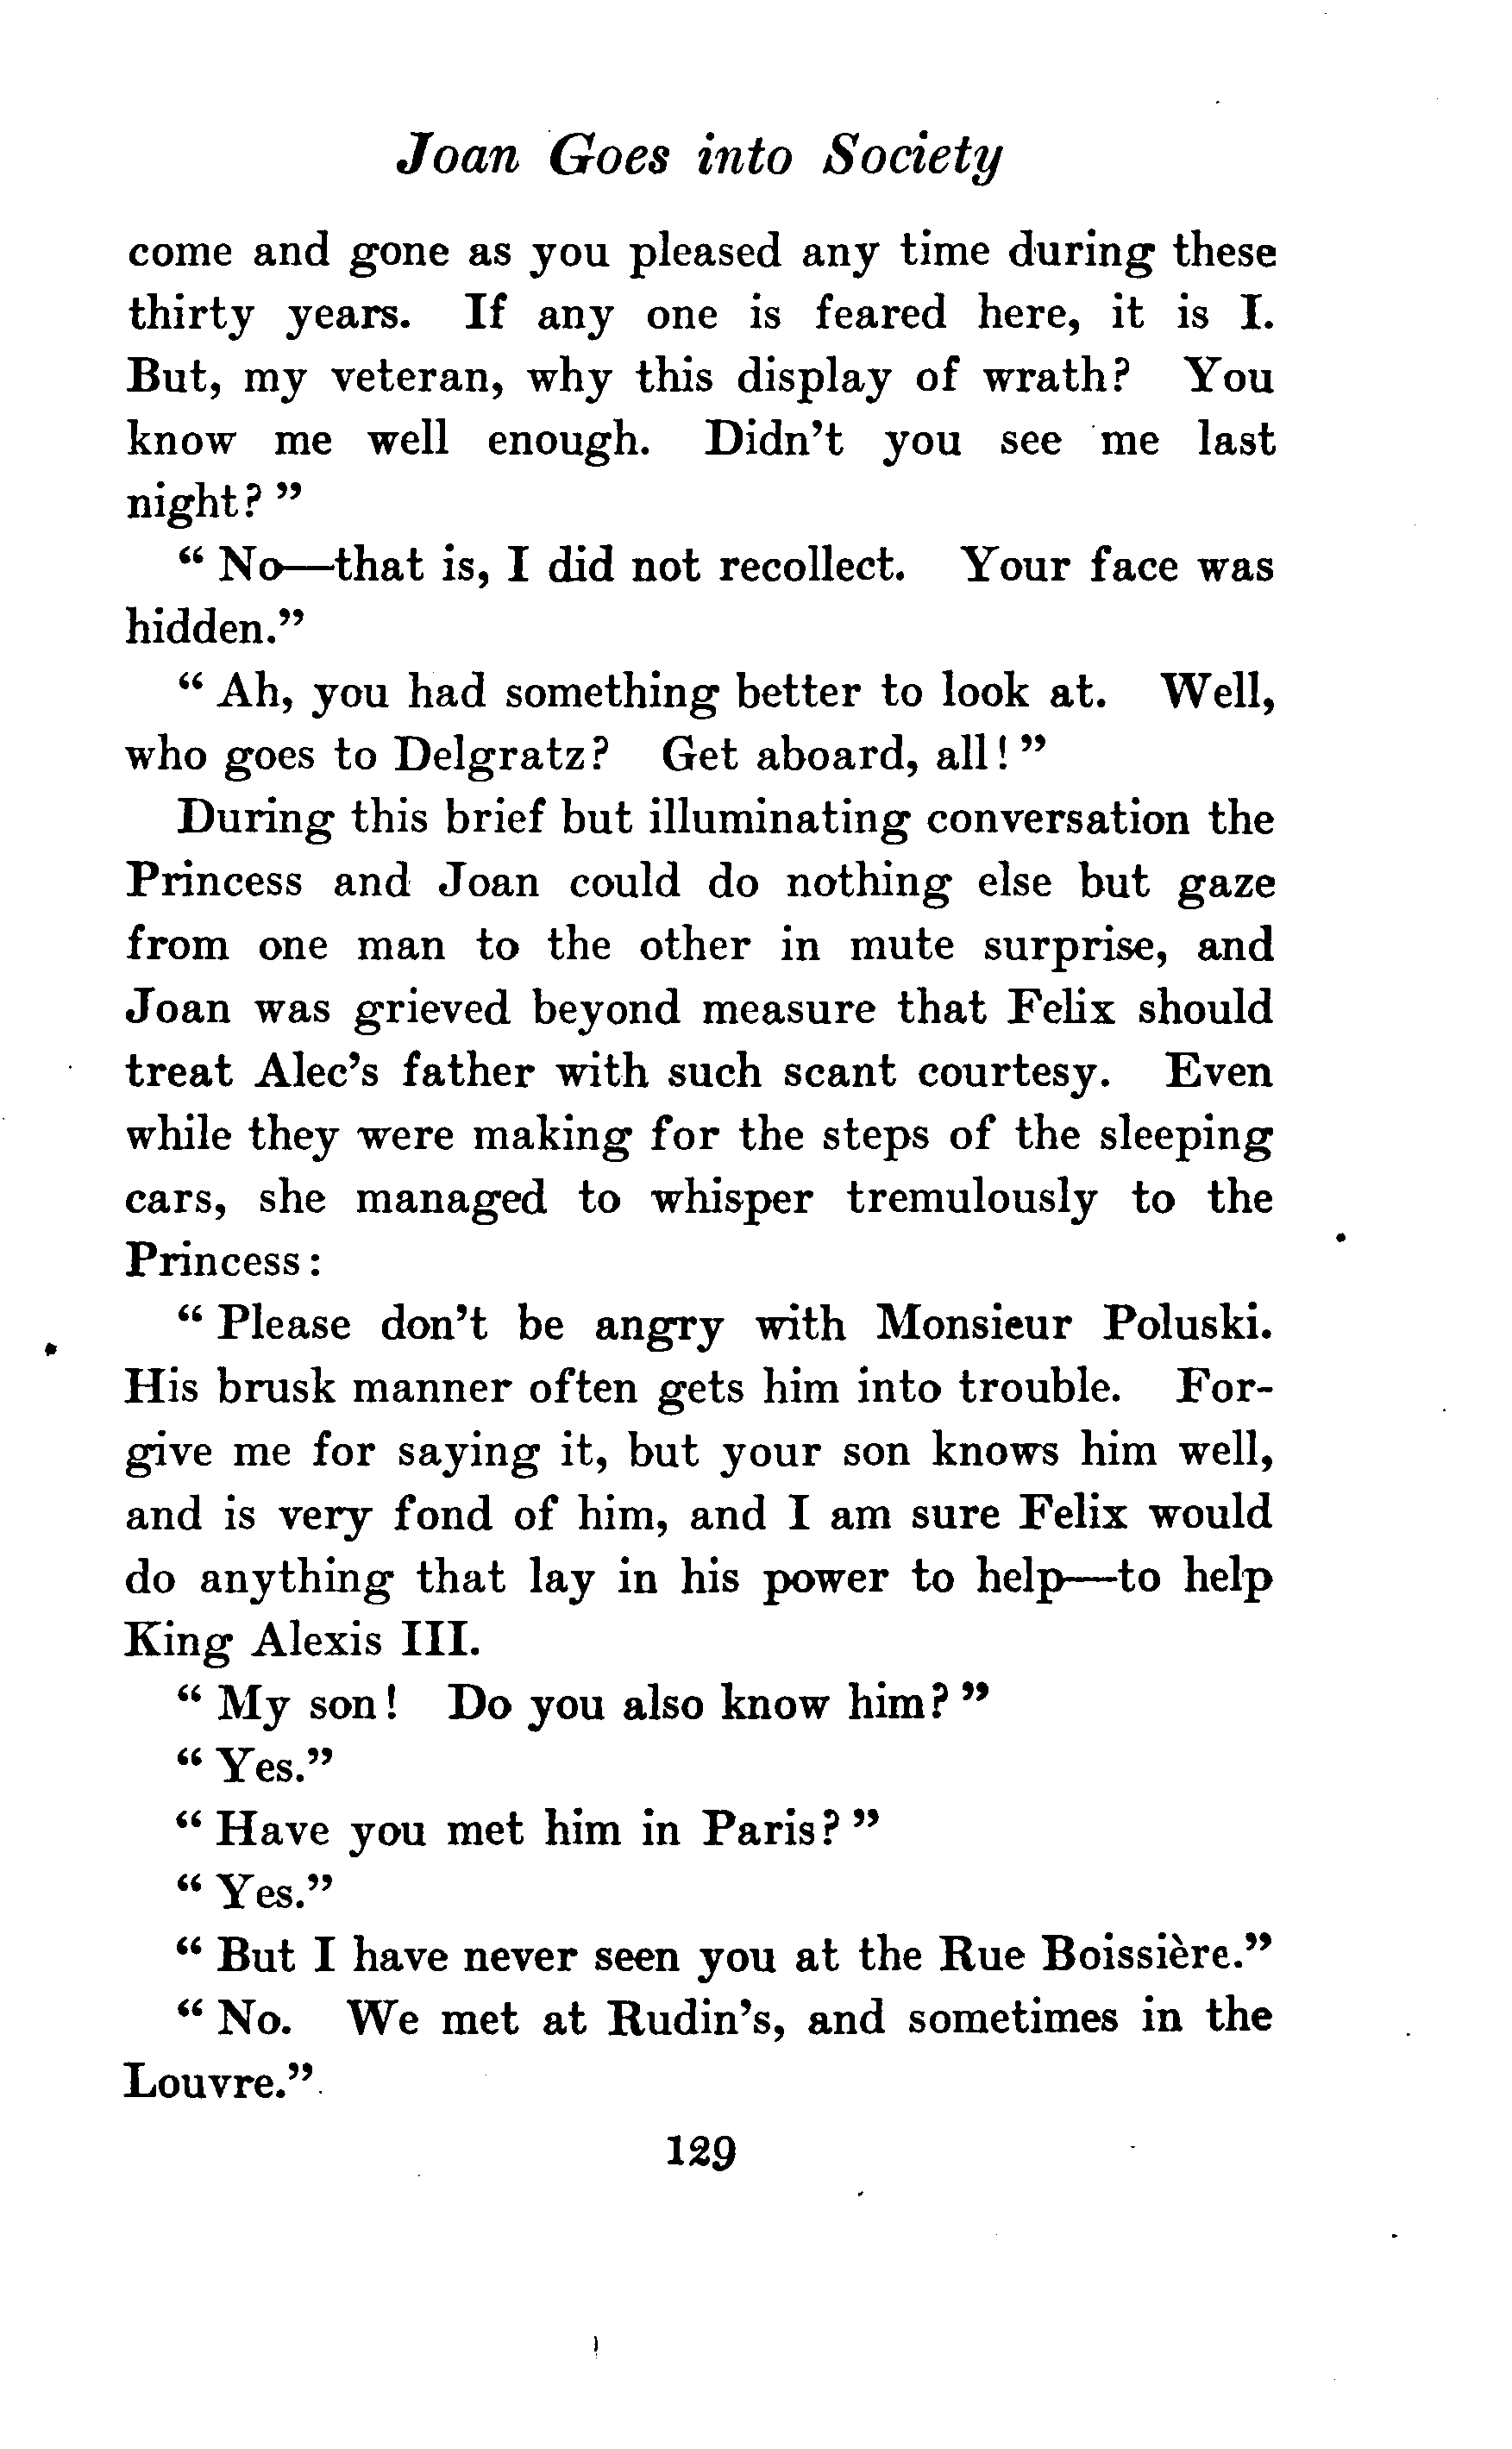 Joan Goes into Society
come and gone as you pleased any time during these
thirty years. If any one is feared here, it is I.
But, my veteran, why this display of wrath? You
know me well enough. Didn't you see me last
night?"
"No—that is, I did not recollect. Your face was
hidden."
"Ah, you had something better to look at. Well,
who goes to Delgratz? Get aboard, all!"
During this brief but illuminating conversation the
Princess and Joan could do nothing else but gaze
from one man to the other in mute surprise, and
Joan was grieved beyond measure that Felix should
treat Alec's father with such scant courtesy. Even
while they were making for the steps of the sleeping
cars, she managed to whisper tremulously to the
Princess:
"Please don't be angry with Monsieur Poluski.
His brusk manner often gets him into trouble. For-
give me for saying it, but your son knows him well,
and is very fond of him, and I am sure Felix would
do anything that lay in his power to help—to help
King Alexis III.
"My son! Do you also know him?"
"Yes."
"Have you met him in Paris?"
"Yes."
"But I have never seen you at the Rue Boissière."
"No. We met at Rudin's, and sometimes in the
Louvre."
129